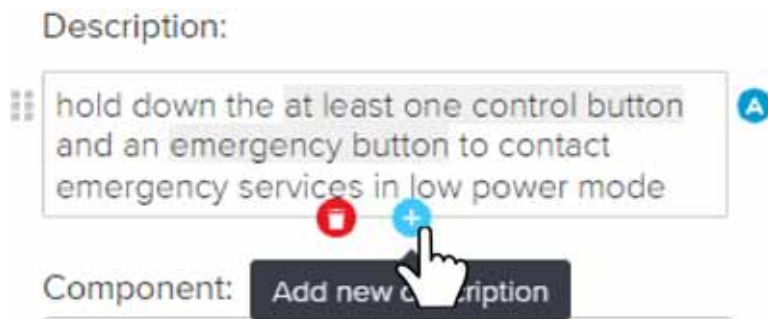 Description:
hold down the at least one control button
and an emergency button to contact
emergency services in low power mode
A
Component:
Add new ription